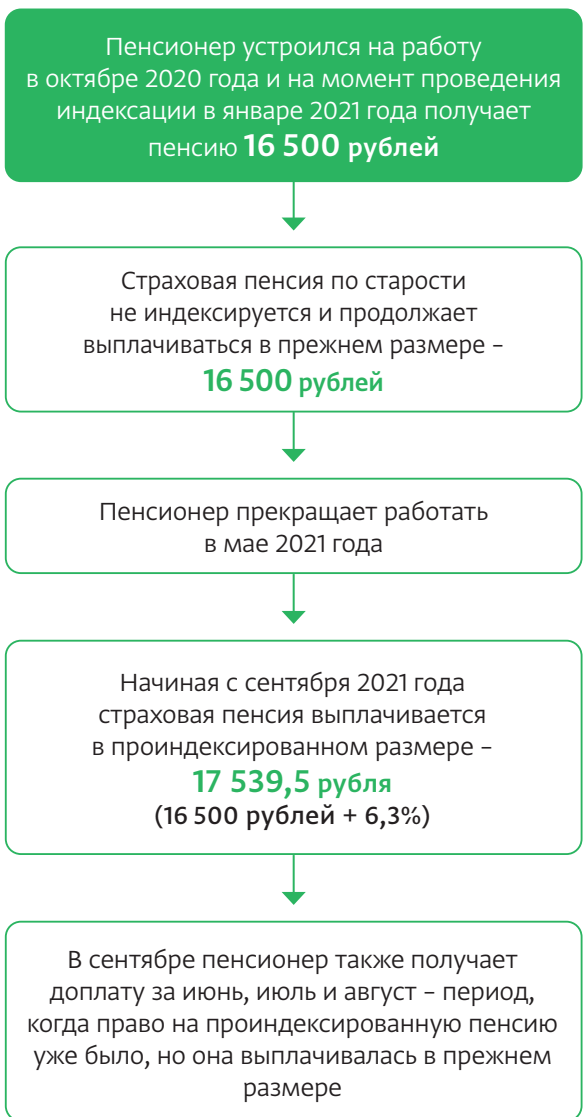 Пенсионер устроился на работу
в октябре 2020 года и на момент проведения
индексации в январе 2021 года получает
пенсию 16 500 рублей
Страховая пенсия по старости
не индексируется и продолжает
выплачиваться в прежнем размере –
16 500 рублей
Пенсионер прекращает работать
в мае 2021 года
Начиная с сентября 2021 года
страховая пенсия выплачивается
в проиндексированном размере –
17 539,5 рубля
(16 500 рублей + 6,3%)
В сентябре пенсионер также получает
доплату за июнь, июль и август – период,
когда право на проиндексированную пенсию
уже было, но она выплачивалась в прежнем
размере